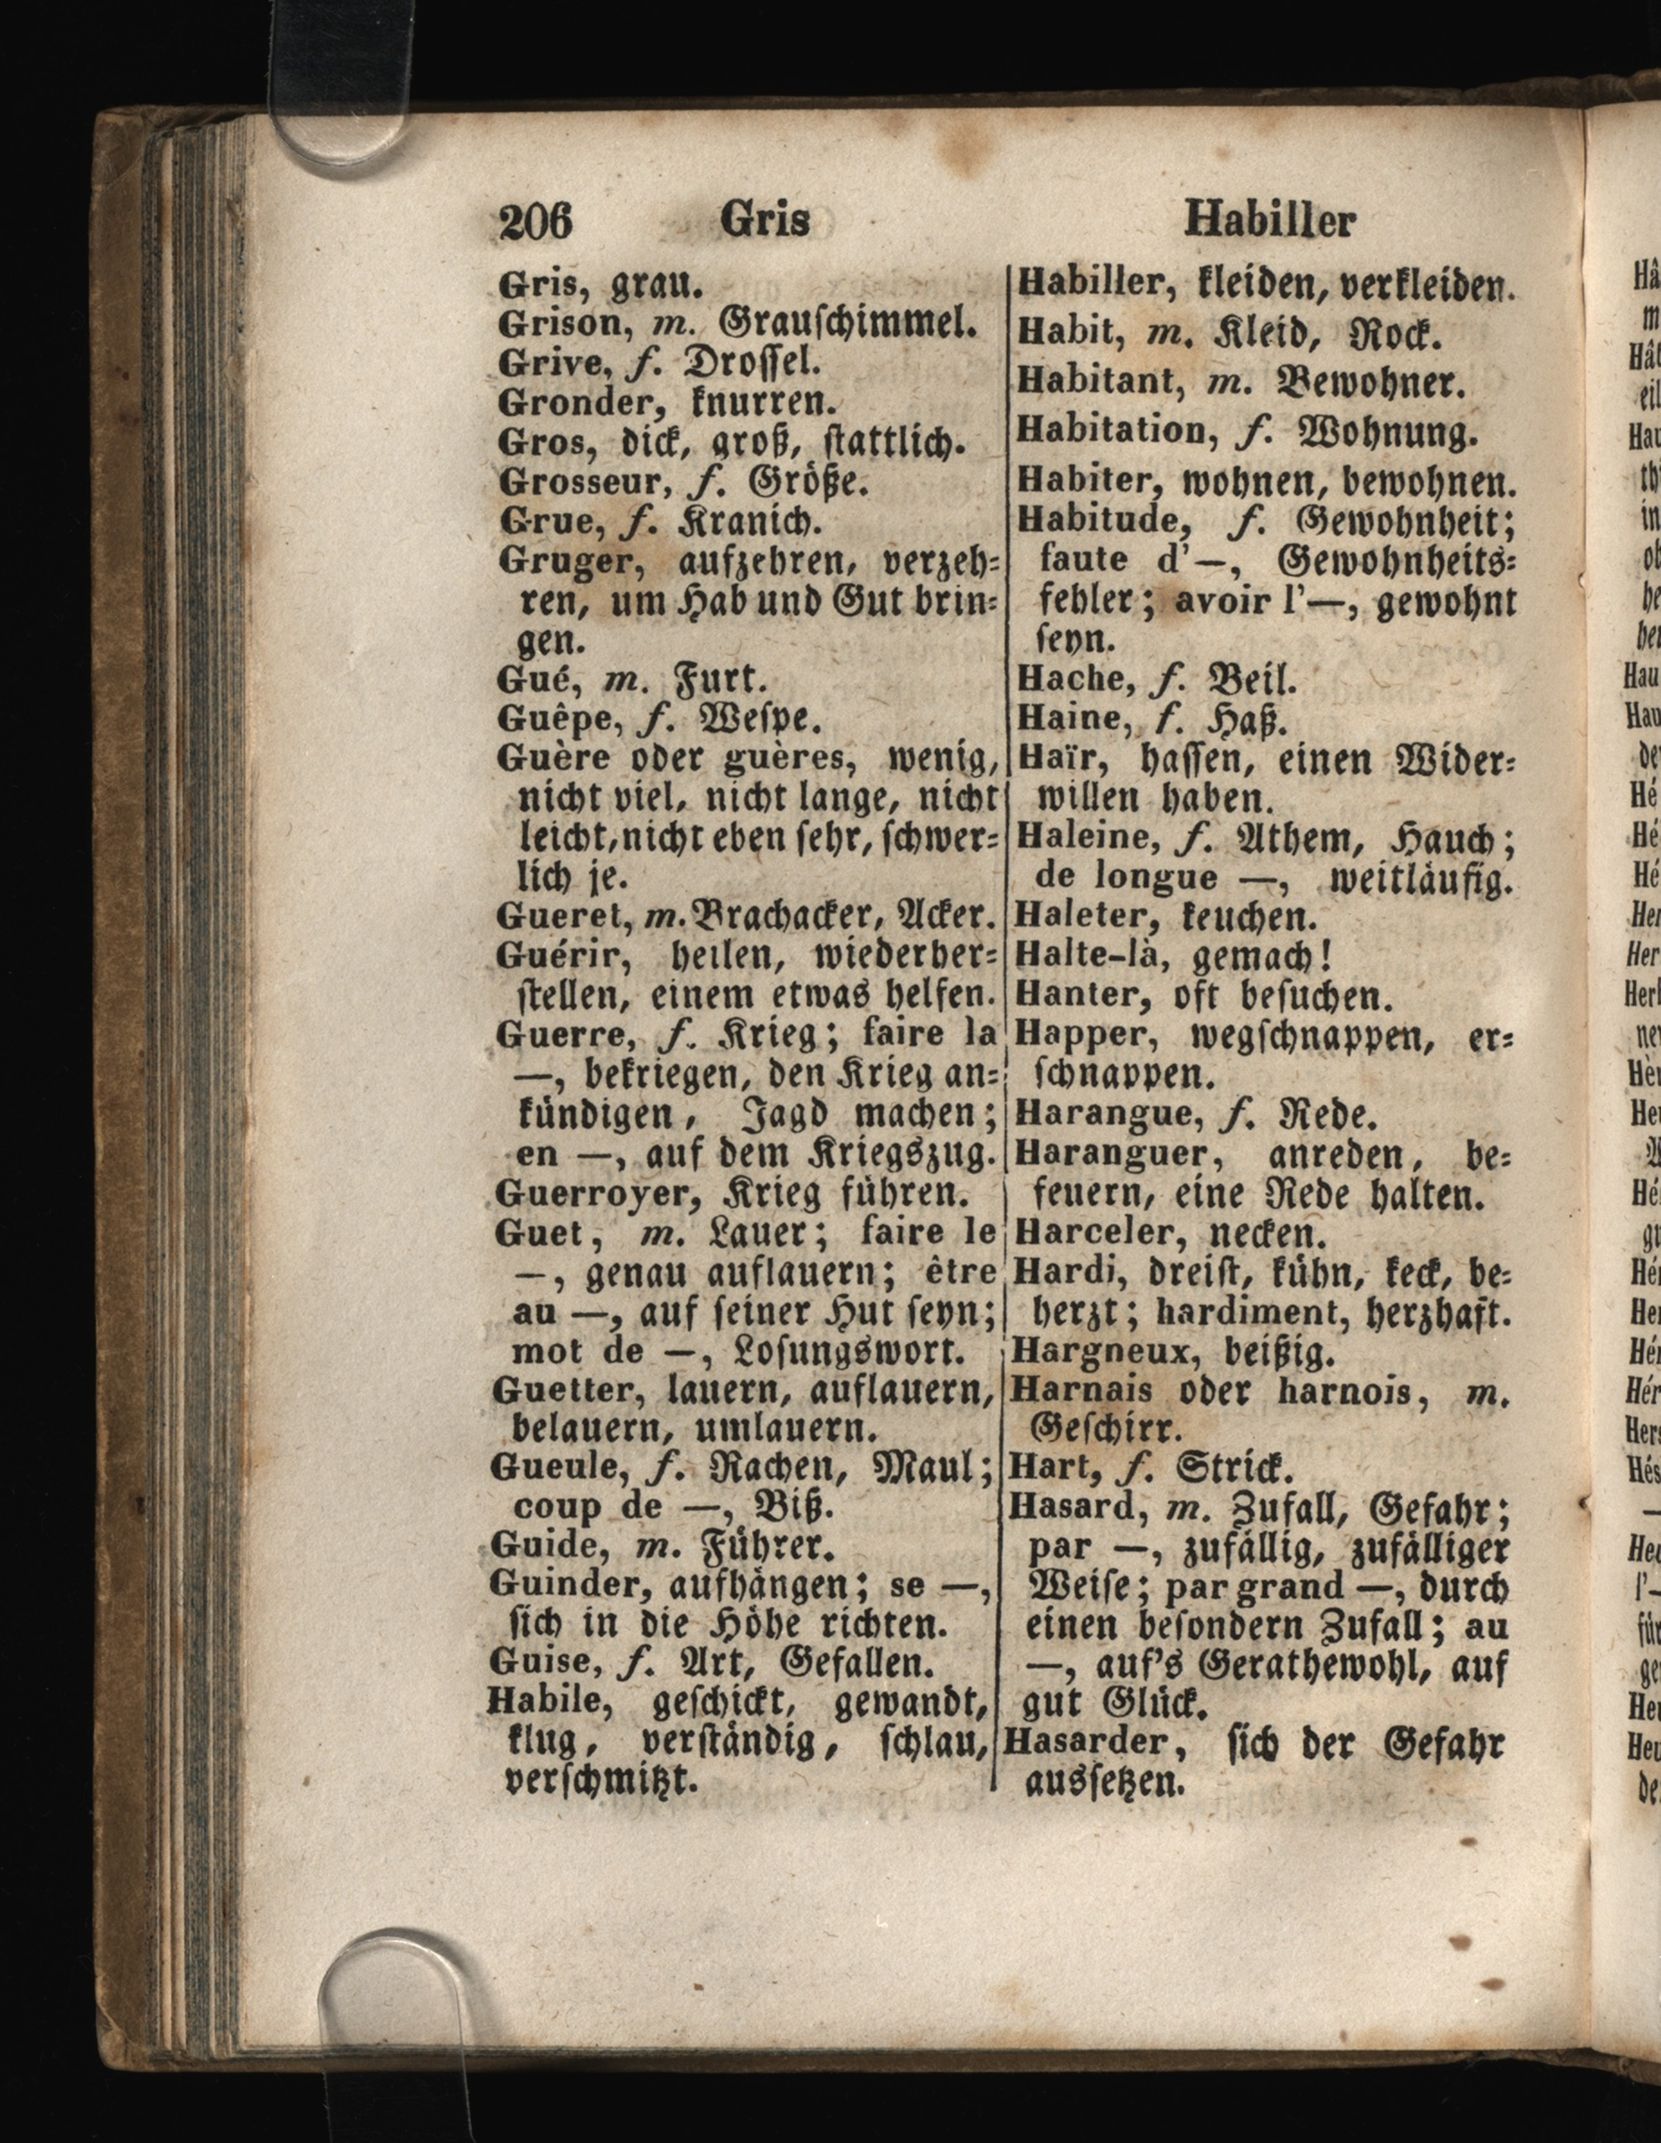 206 Gris Habiller
Gris, grau.
Grison, m. Grauſchimmel.
Grive, f. Droſſel.
Gronder, knurren.
Gros, dick, groß, ſtattlich.
Grosseur, f. Größe.
Grue, f. Kranich.
Gruger, aufzehren, verzeh⸗
ren, um Hab und Gut brin⸗
gen.
Gué, m. Furt.
Guêpe, f. Weſpe.
Guère oder guères, wenig,
nicht viel, nicht lange, nicht
leicht, nicht eben ſehr, ſchwer⸗
lich je.
Gueret, m. Brachacker, Acker.
Guérir, heilen, wiederher⸗
ſtellen, einem etwas helfen.
Guerre, f. Krieg; faire la
—, bekriegen, den Krieg an⸗
kündigen, Jagd machen;
en —, auf dem Kriegszug.
Guerroyer, Krieg führen.
Guet, m. Lauer; faire le
—, genau auflauern; être
au —, auf ſeiner Hut ſeyn;
mot de —, Loſungswort.
Guetter, lauern, auflauern,
belauern, umlauern.
Gueule, f. Rachen, Maul;
coup de —, Biß.
Guide, m. Führer.
Guinder, aufhängen; se —,
ſich in die Höhe richten.
Guise, f. Art, Gefallen.
Habile, geſchickt, gewandt,
klug, verſtändig, ſchlau,
verſchmitzt.
Habiller, kleiden, verkleiden.
Habit, m. Kleid, Rock.
Habitant, m. Bewohner.
Habitation, f. Wohnung.
Habiter, wohnen, bewohnen.
Habitude, f. Gewohnheit;
faute d'—, Gewohnheits⸗
fehler; avoir l'—, gewohnt
ſeyn.
Hache, f. Beil.
Haine, f. Haß.
Haïr, haſſen, einen Wider⸗
willen haben.
Haleine, f. Athem, Hauch;
de longue —, weitläufig.
Haleter, keuchen.
Halte-là, gemach!
Hanter, oft beſuchen.
Happer, wegſchnappen, er⸗
ſchnappen.
Harangue, f. Rede.
Haranguer, anreden, be⸗
feuern, eine Rede halten.
Harceler, necken.
Hardi, dreiſt, kühn, keck, be⸗
herzt; hardiment, herzhaft.
Hargneux, beißig.
Harnais oder harnois, m.
Geſchirr.
Hart, f. Strick.
Hasard, m. Zufall, Gefahr;
par —, zufällig, zufälliger
Weiſe; par grand —, durch
einen beſondern Zufall; au
—, auf's Gerathewohl, auf
gut Glück.
Hasarder, ſich der Gefahr
ausſetzen.